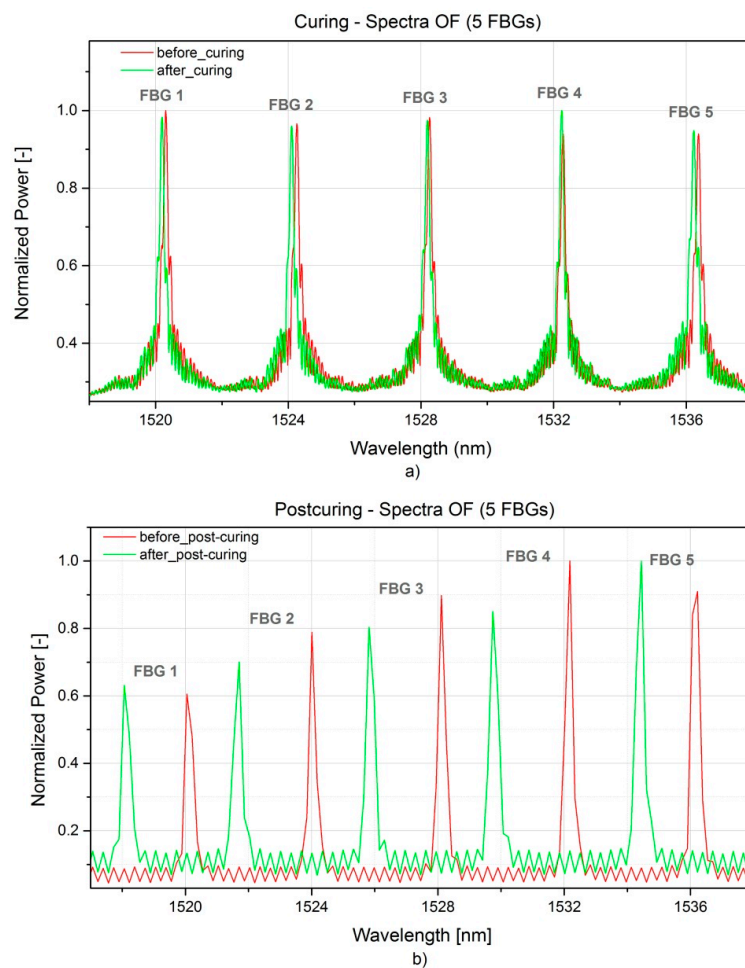 Curing - Spectra OF (5 FBGs)
before_curing
after_curing
FBG 1
FBG 2
FBG 3
FBG 4
FBG 5
1.0
0.8
0.6
0.4
Normalized Power [-]
1520
1524
1528
1532
1536
Wavelength (nm)
a)
Postcuring - Spectra OF (5 FBGs)
before_post-curing
after_post-curing
FBG 1
FBG 2
FBG 3
FBG 4
FBG 5
1.0
0.8
0.6
0.4
0.2
Normalized Power [-]
1520
1524
1528
1532
1536
Wavelength [nm]
b)